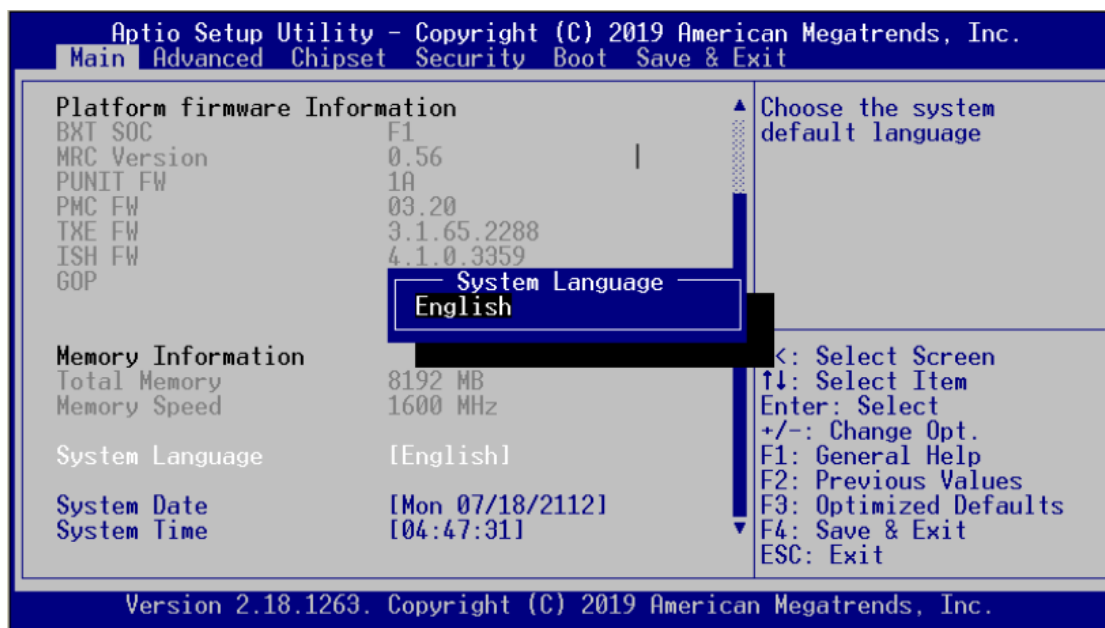 Aptio Setup Utility - Copyright (C) 2019 American Megatrends, Inc.
Main Advanced Chipset Security Boot Save & Exit
Platform firmware Information
BXT SOC F1
MRC Version 0.56
PUNIT FW 1A
PMC FW 03.20
TXE FW 3.1.65.2288
ISH FW 4.1.0.3359
GOP
System Language
English
Memory Information
Total Memory 8192 MB
Memory Speed 1600 MHz
System Language [English]
System Date [Mon 07/18/2112]
System Time [04:47:31]
Choose the system
default language
<: Select Screen
↑↓: Select Item
Enter: Select
+/-: Change Opt.
F1: General Help
F2: Previous Values
F3: Optimized Defaults
F4: Save & Exit
ESC: Exit
Version 2.18.1263. Copyright (C) 2019 American Megatrends, Inc.